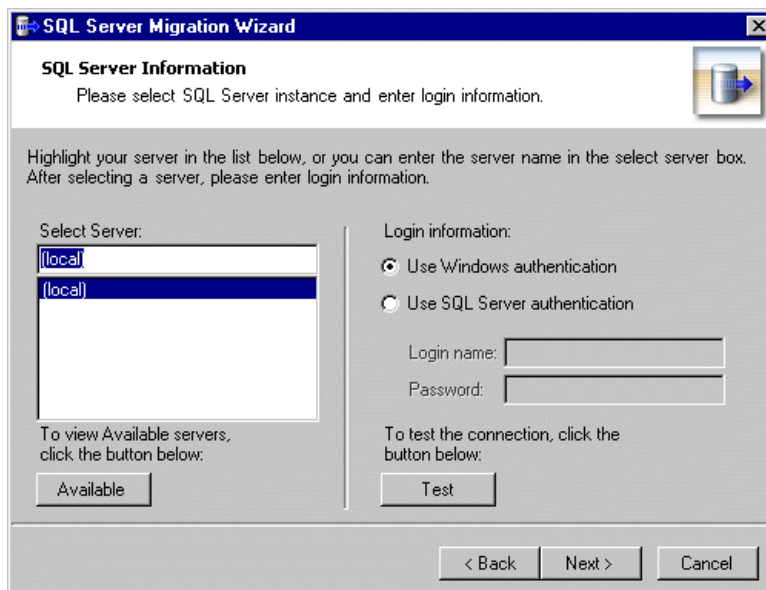 SQL Server Migration Wizard
SQL Server Information
Please select SQL Server instance and enter login information.
Highlight your server in the list below, or you can enter the server name in the select server box.
After selecting a server, please enter login information.
Select Server:
(local)
(local)
To view Available servers,
click the button below:
Available
Login information:
Use Windows authentication
Use SQL Server authentication
Login name:
Password:
To test the connection, click the
button below:
Test
< Back
Next >
Cancel